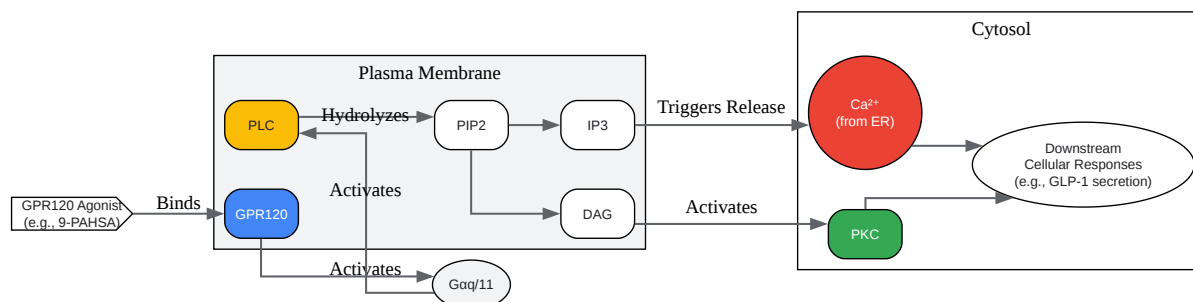 Cytosol
Plasma Membrane
PLC
Hydrolyzes
PIP2
IP3
Triggers Release
Ca²⁺
(from ER)
Downstream
Cellular Responses
(e.g., GLP-1 secretion)
GPR120 Agonist
(e.g., 9-PAHSA)
Binds
GPR120
Activates
DAG
Activates
PKC
Activates
Gαq/11